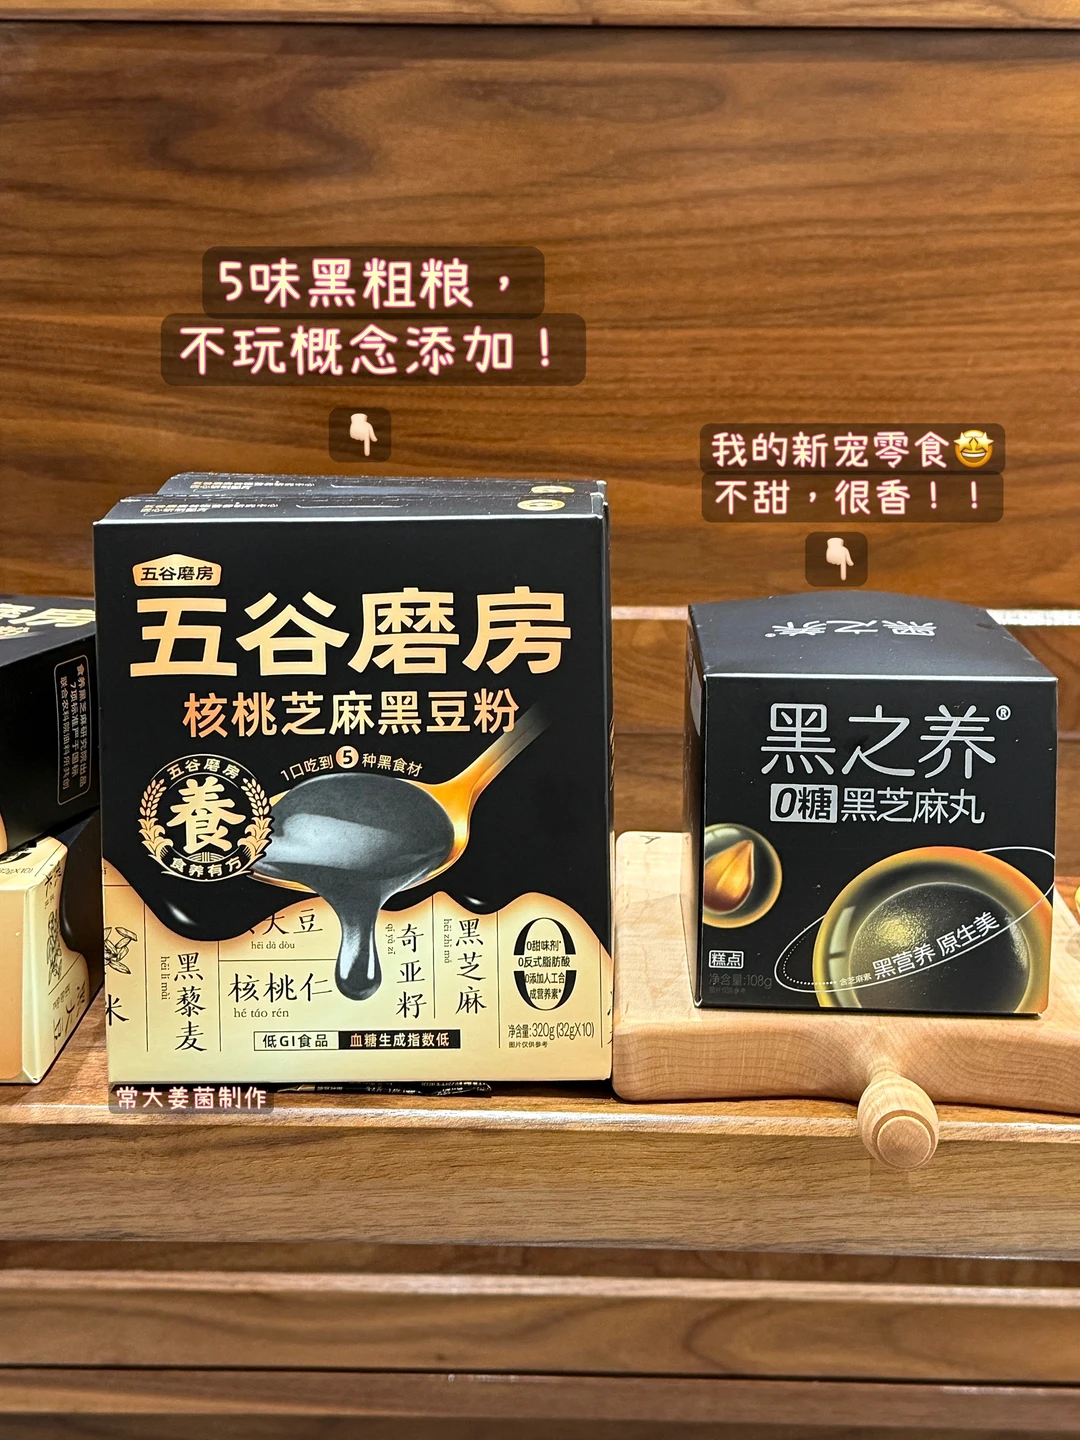 5味黑粗粮，
不玩概念添加！
我的新宠零食🤩
不甜，很香！！
五谷磨房
五谷磨房
核桃芝麻黑豆粉
1口吃到5种黑食材
五谷磨房
養
食养有方
大豆
hēi dà dòu
黑藜麦
hēi lí mài
核桃仁
hé táo rén
奇亚籽
qí yà zǐ
黑芝麻
hēi zhī má
米
0甜味剂*
0反式脂肪酸
0添加人工合
成营养素*
低GI食品 血糖生成指数低
净含量:320g(32gX10)
图片仅供参考
黑之养
黑之养®
0糖 黑芝麻丸
含芝麻素 黑营养 原生美
糕点
净含量:108g
常大姜菌制作